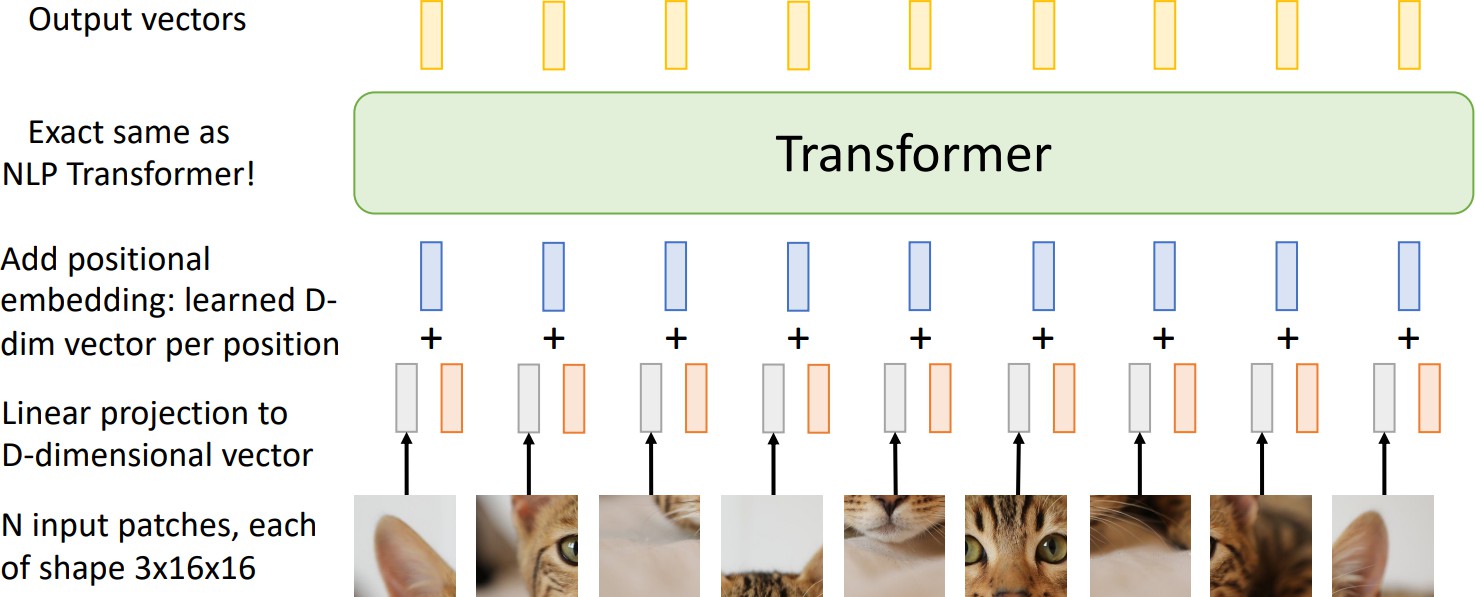 Output vectors
Exact same as
NLP Transformer!
Transformer
Add positional
embedding: learned D-
dim vector per position
+ + + + + + + + +
Linear projection to
D-dimensional vector
N input patches, each
of shape 3x16x16